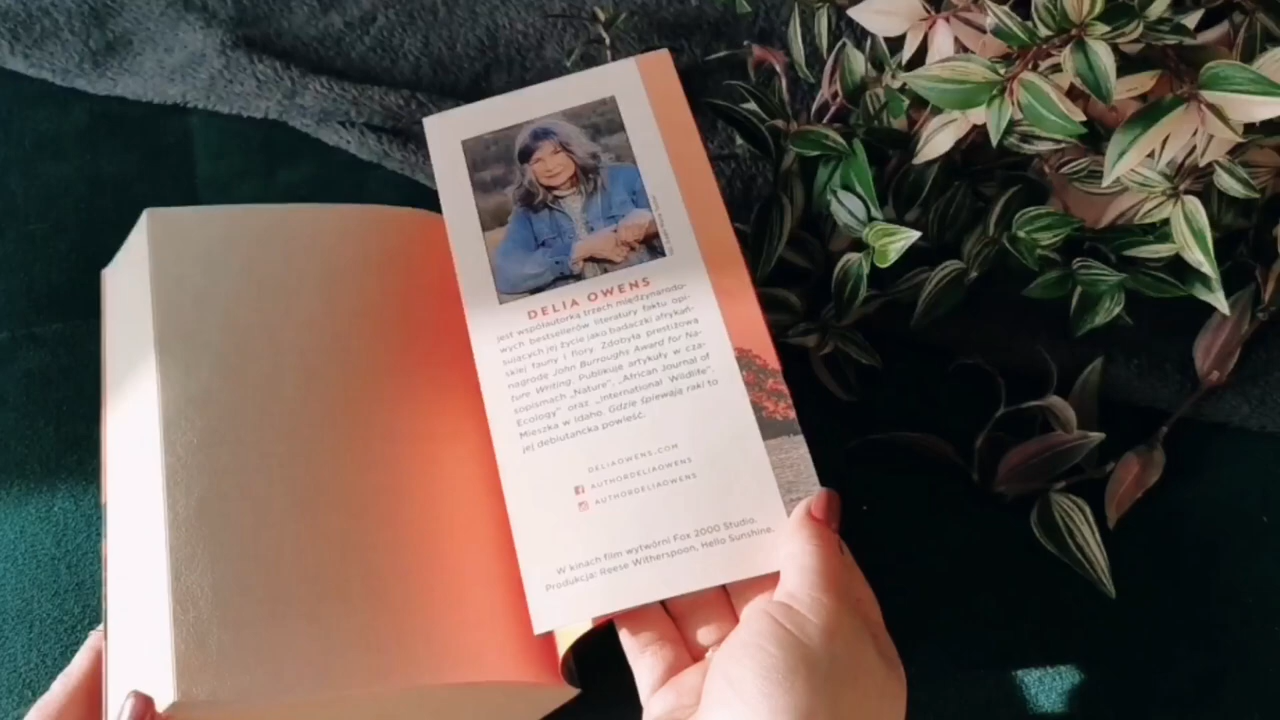 DELIA OWENS
jest współautorką trzech międzynarodo-
wych bestsellerów literatury faktu opi-
sujących jej życie jako badaczki afrykań-
skiej fauny i flory. Zdobyła prestiżową
nagrodę John Burroughs Award for Na-
ture Writing. Publikuje artykuły w cza-
sopismach „Nature”, „African Journal of
Ecology” oraz „International Wildlife”.
Mieszka w Idaho. Gdzie śpiewają raki to
jej debiutancka powieść.
DELIAOWENS.COM
AUTHORDELIAOWENS
AUTHORDELIAOWENS
W kinach film wytwórni Fox 2000 Studio.
Produkcja: Reese Witherspoon, Hello Sunshine.